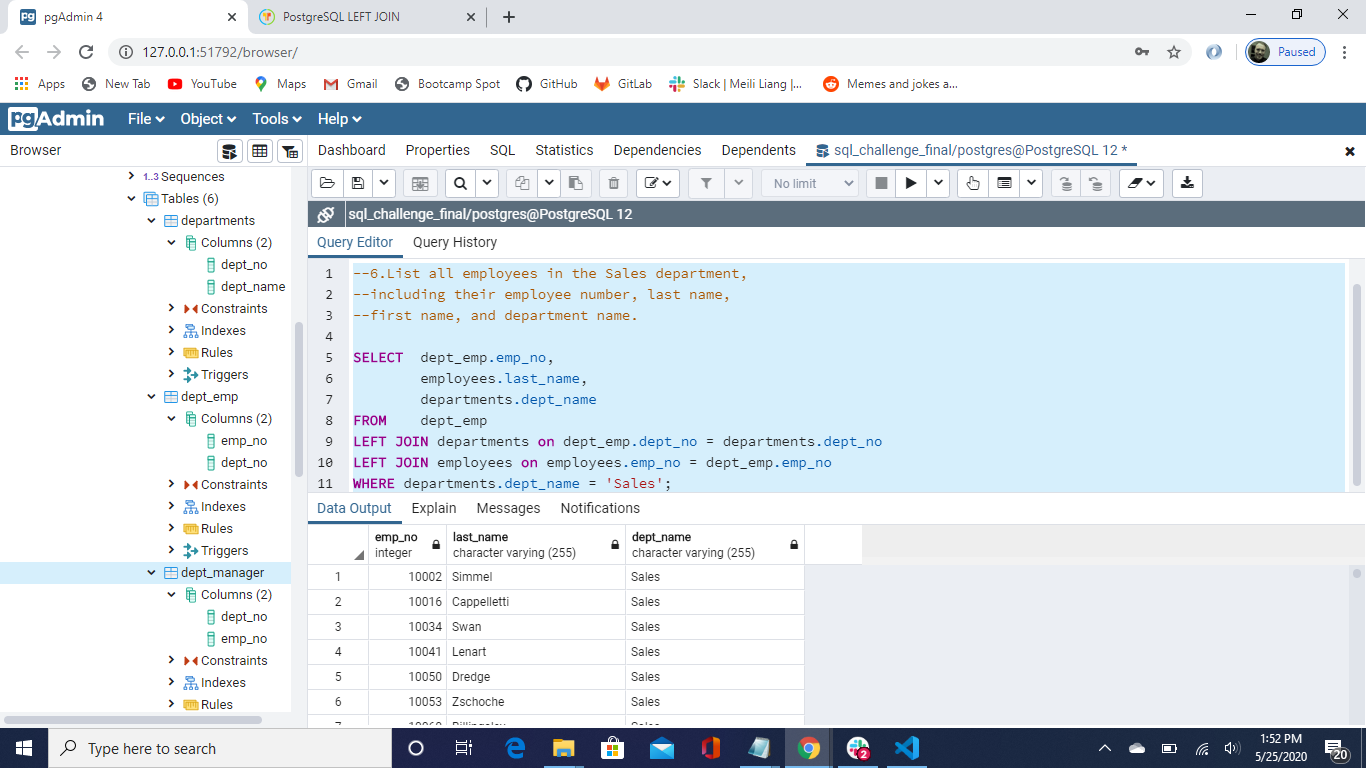 pgAdmin 4
PostgreSQL LEFT JOIN
127.0.0.1:51792/browser/
Paused
Apps
New Tab
YouTube
Maps
Gmail
Bootcamp Spot
GitHub
GitLab
Slack | Meili Liang |...
Memes and jokes a...
pgAdmin
File
Object
Tools
Help
Browser
Dashboard
Properties
SQL
Statistics
Dependencies
Dependents
sql_challenge_final/postgres@PostgreSQL 12 *
No limit
1..3 Sequences
Tables (6)
departments
Columns (2)
dept_no
dept_name
Constraints
Indexes
Rules
Triggers
dept_emp
Columns (2)
emp_no
dept_no
Constraints
Indexes
Rules
Triggers
dept_manager
Columns (2)
dept_no
emp_no
Constraints
Indexes
Rules
sql_challenge_final/postgres@PostgreSQL 12
Query Editor
Query History
1 --6.List all employees in the Sales department,
2 --including their employee number, last name,
3 --first name, and department name.
4
5 SELECT dept_emp.emp_no,
6 employees.last_name,
7 departments.dept_name
8 FROM dept_emp
9 LEFT JOIN departments on dept_emp.dept_no = departments.dept_no
10 LEFT JOIN employees on employees.emp_no = dept_emp.emp_no
11 WHERE departments.dept_name = 'Sales';
Data Output
Explain
Messages
Notifications
emp_no
integer
last_name
character varying (255)
dept_name
character varying (255)
1 10002 Simmel Sales
2 10016 Cappelletti Sales
3 10034 Swan Sales
4 10041 Lenart Sales
5 10050 Dredge Sales
6 10053 Zschoche Sales
Type here to search
2
1:52 PM
5/25/2020
20